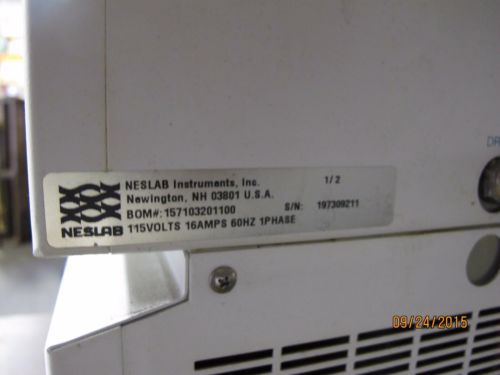 NESLAB Instruments, Inc. 1/2
Newington, NH 03801 U.S.A.
BOM#: 157103201100 S/N: 197309211
NESLAB 115VOLTS 16AMPS 60HZ 1PHASE
DR
09/24/2015